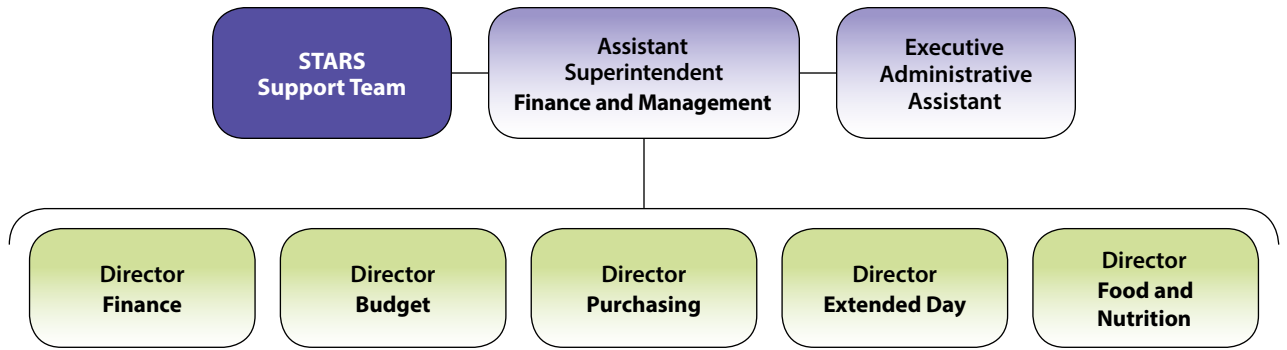 STARS
Support Team
Assistant
Superintendent
Finance and Management
Executive
Administrative
Assistant
Director
Finance
Director
Budget
Director
Purchasing
Director
Extended Day
Director
Food and
Nutrition